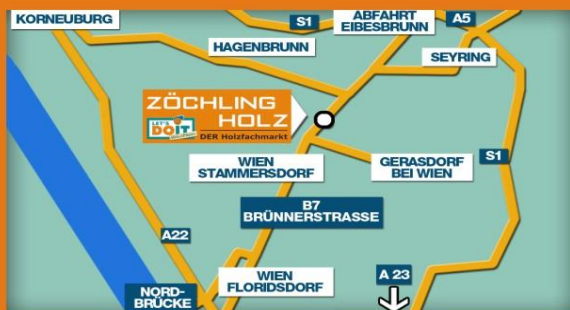 KORNEUBURG
S1
ABFAHRT
EIBESBRUNN
A5
HAGENBRUNN
SEYRING
ZÖCHLING
HOLZ
LET'S
DOIT
DER Holzfachmarkt
WIEN
STAMMERSDORF
GERASDORF
BEI WIEN
S1
B7
BRÜNNERSTRASSE
A22
WIEN
FLORIDSDORF
A 23
NORD-
BRÜCKE